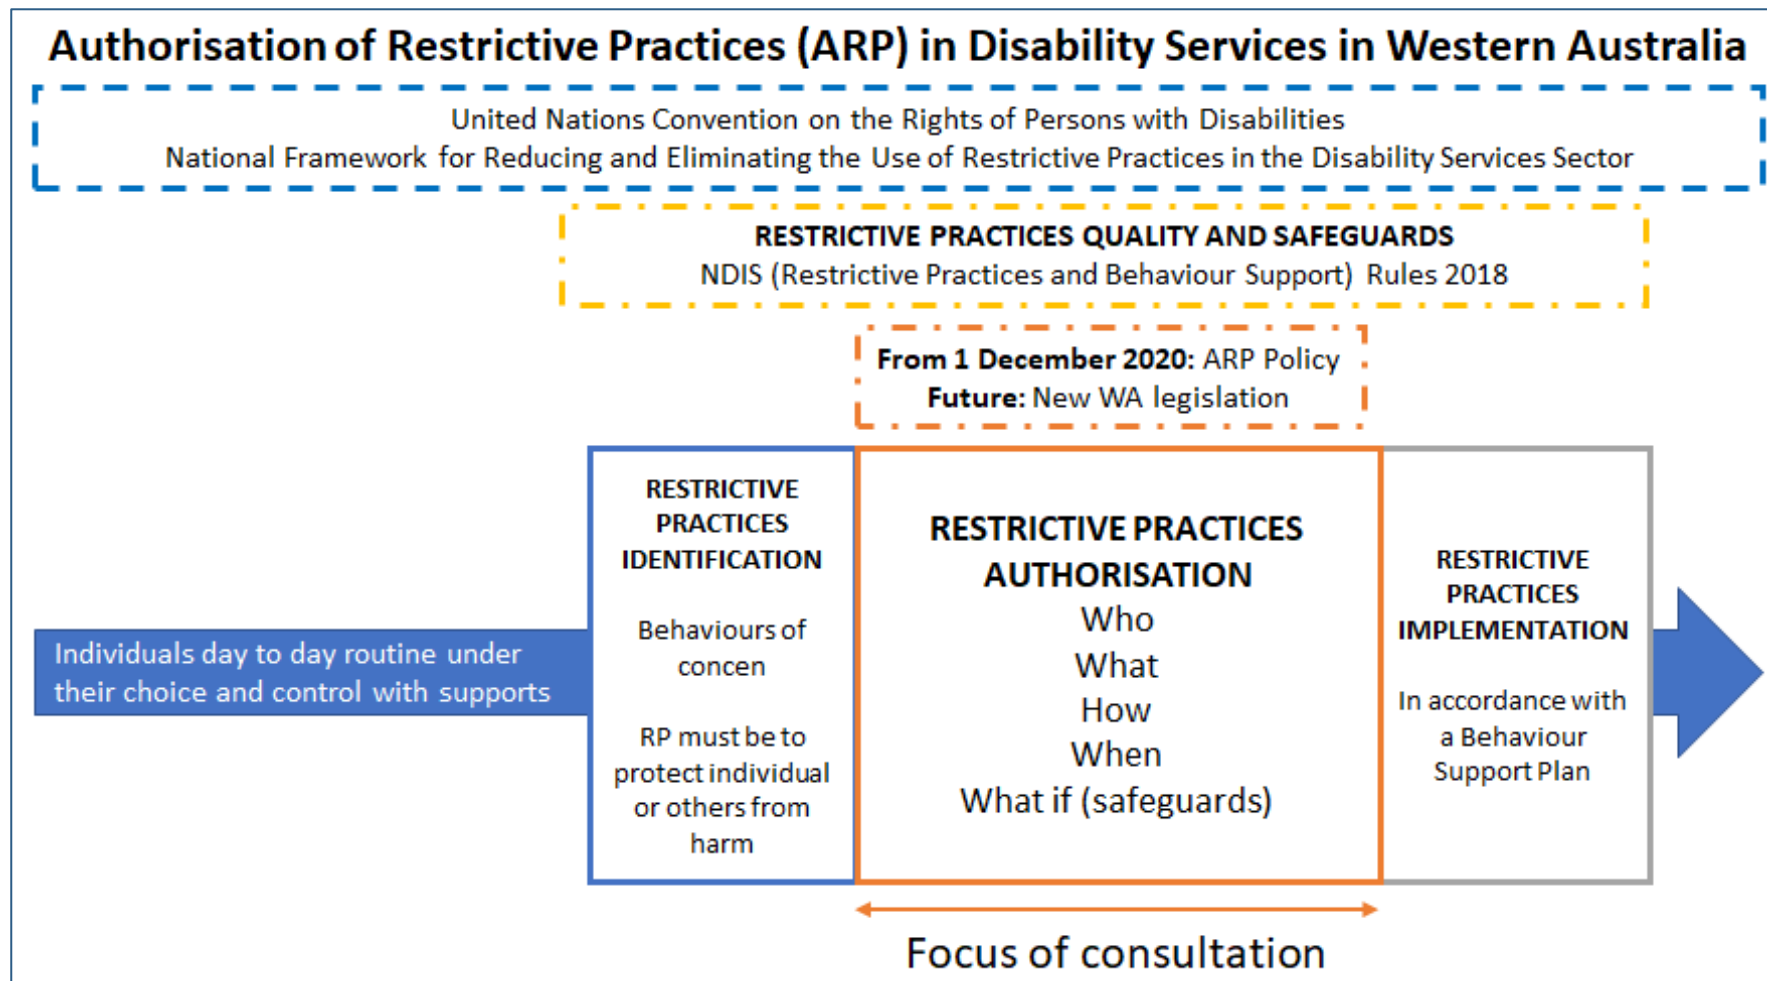 Authorisation of Restrictive Practices (ARP) in Disability Services in Western Australia
United Nations Convention on the Rights of Persons with Disabilities
National Framework for Reducing and Eliminating the Use of Restrictive Practices in the Disability Services Sector
RESTRICTIVE PRACTICES QUALITY AND SAFEGUARDS
NDIS (Restrictive Practices and Behaviour Support) Rules 2018
From 1 December 2020: ARP Policy
Future: New WA legislation
Individuals day to day routine under
their choice and control with supports
RESTRICTIVE
PRACTICES
IDENTIFICATION
Behaviours of
concen
RP must be to
protect individual
or others from
harm
RESTRICTIVE PRACTICES
AUTHORISATION
Who
What
How
When
What if (safeguards)
RESTRICTIVE
PRACTICES
IMPLEMENTATION
In accordance with
a Behaviour
Support Plan
Focus of consultation